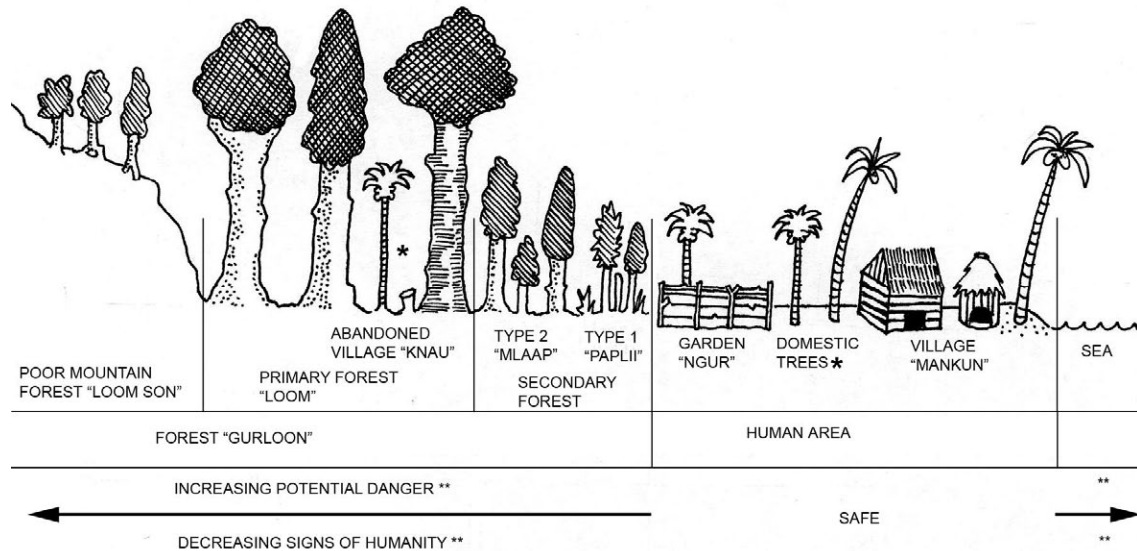 *
ABANDONED
VILLAGE "KNAU"
TYPE 2
"MLAAP"
TYPE 1
"PAPLII"
GARDEN
"NGUR"
DOMESTIC
TREES*
VILLAGE
"MANKUN"
SEA
POOR MOUNTAIN
FOREST "LOOM SON"
PRIMARY FOREST
"LOOM"
SECONDARY
FOREST
FOREST "GURLOON"
HUMAN AREA
INCREASING POTENTIAL DANGER **
**
SAFE
DECREASING SIGNS OF HUMANITY **
**